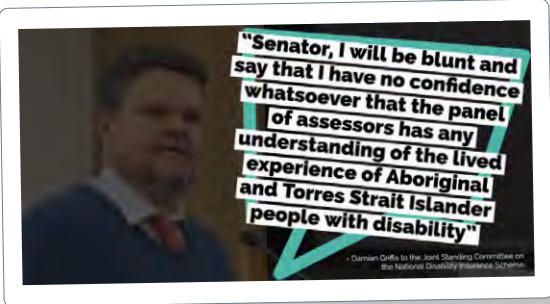 "Senator, I will be blunt and
say that I have no confidence
whatsoever that the panel
of assessors has any
understanding of the lived
experience of Aboriginal
and Torres Strait Islander
people with disability"
- Damian Griffis to the Joint Standing Committee on
the National Disability Insurance Scheme